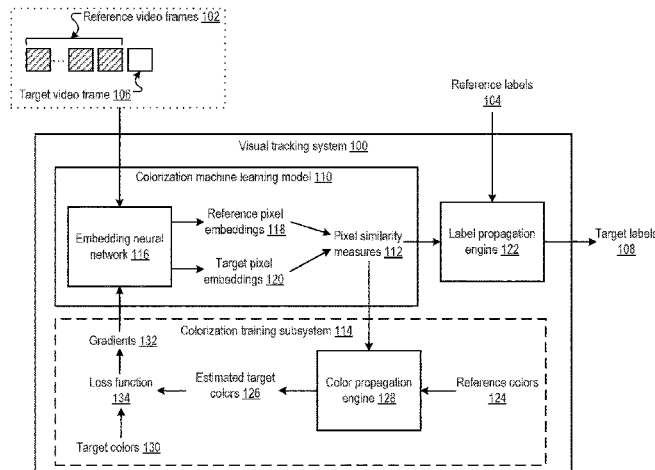 Reference video frames 102
Target video frame 106
Reference labels
104
Visual tracking system 100
Colorization machine learning model 110
Embedding neural
network 116
Reference pixel
embeddings 118
Target pixel
embeddings 120
Pixel similarity
measures 112
Label propagation
engine 122
Target labels
108
Colorization training subsystem 114
Gradients 132
Loss function
134
Estimated target
colors 126
Color propagation
engine 128
Reference colors
124
Target colors 130